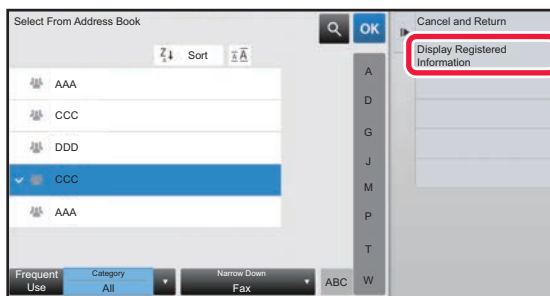 Select From Address Book
OK
Cancel and Return
Display Registered
Information
Sort
AAA
CCC
DDD
CCC
AAA
A
D
G
J
M
P
T
W
Frequent
Use
Category
All
Narrow Down
Fax
ABC